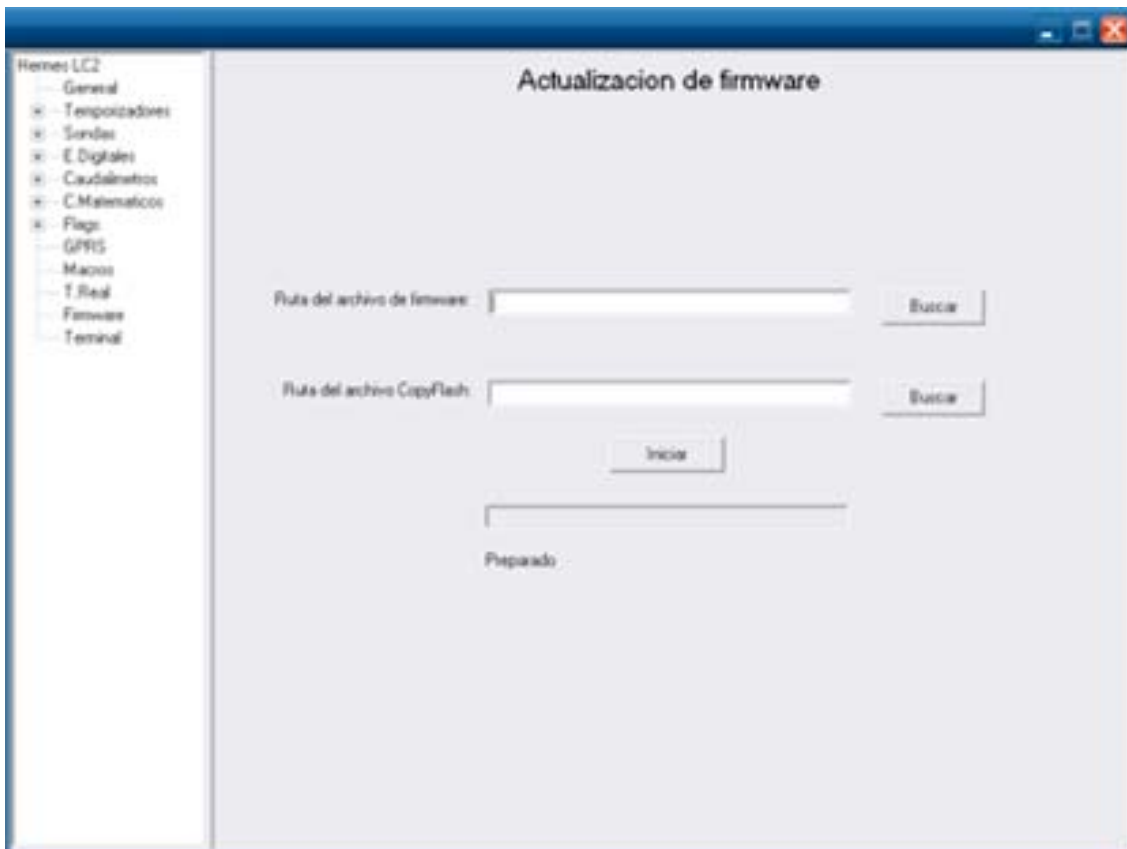 Hermes LC2
General
Temporizadores
Sondas
E.Digitales
Caudalimetros
C.Matematicos
Flags
GPRS
Macros
T.Real
Firmware
Terminal
Actualizacion de firmware
Ruta del archivo de firmware:
Buscar
Ruta del archivo CopyFlash:
Buscar
Iniciar
Preparado